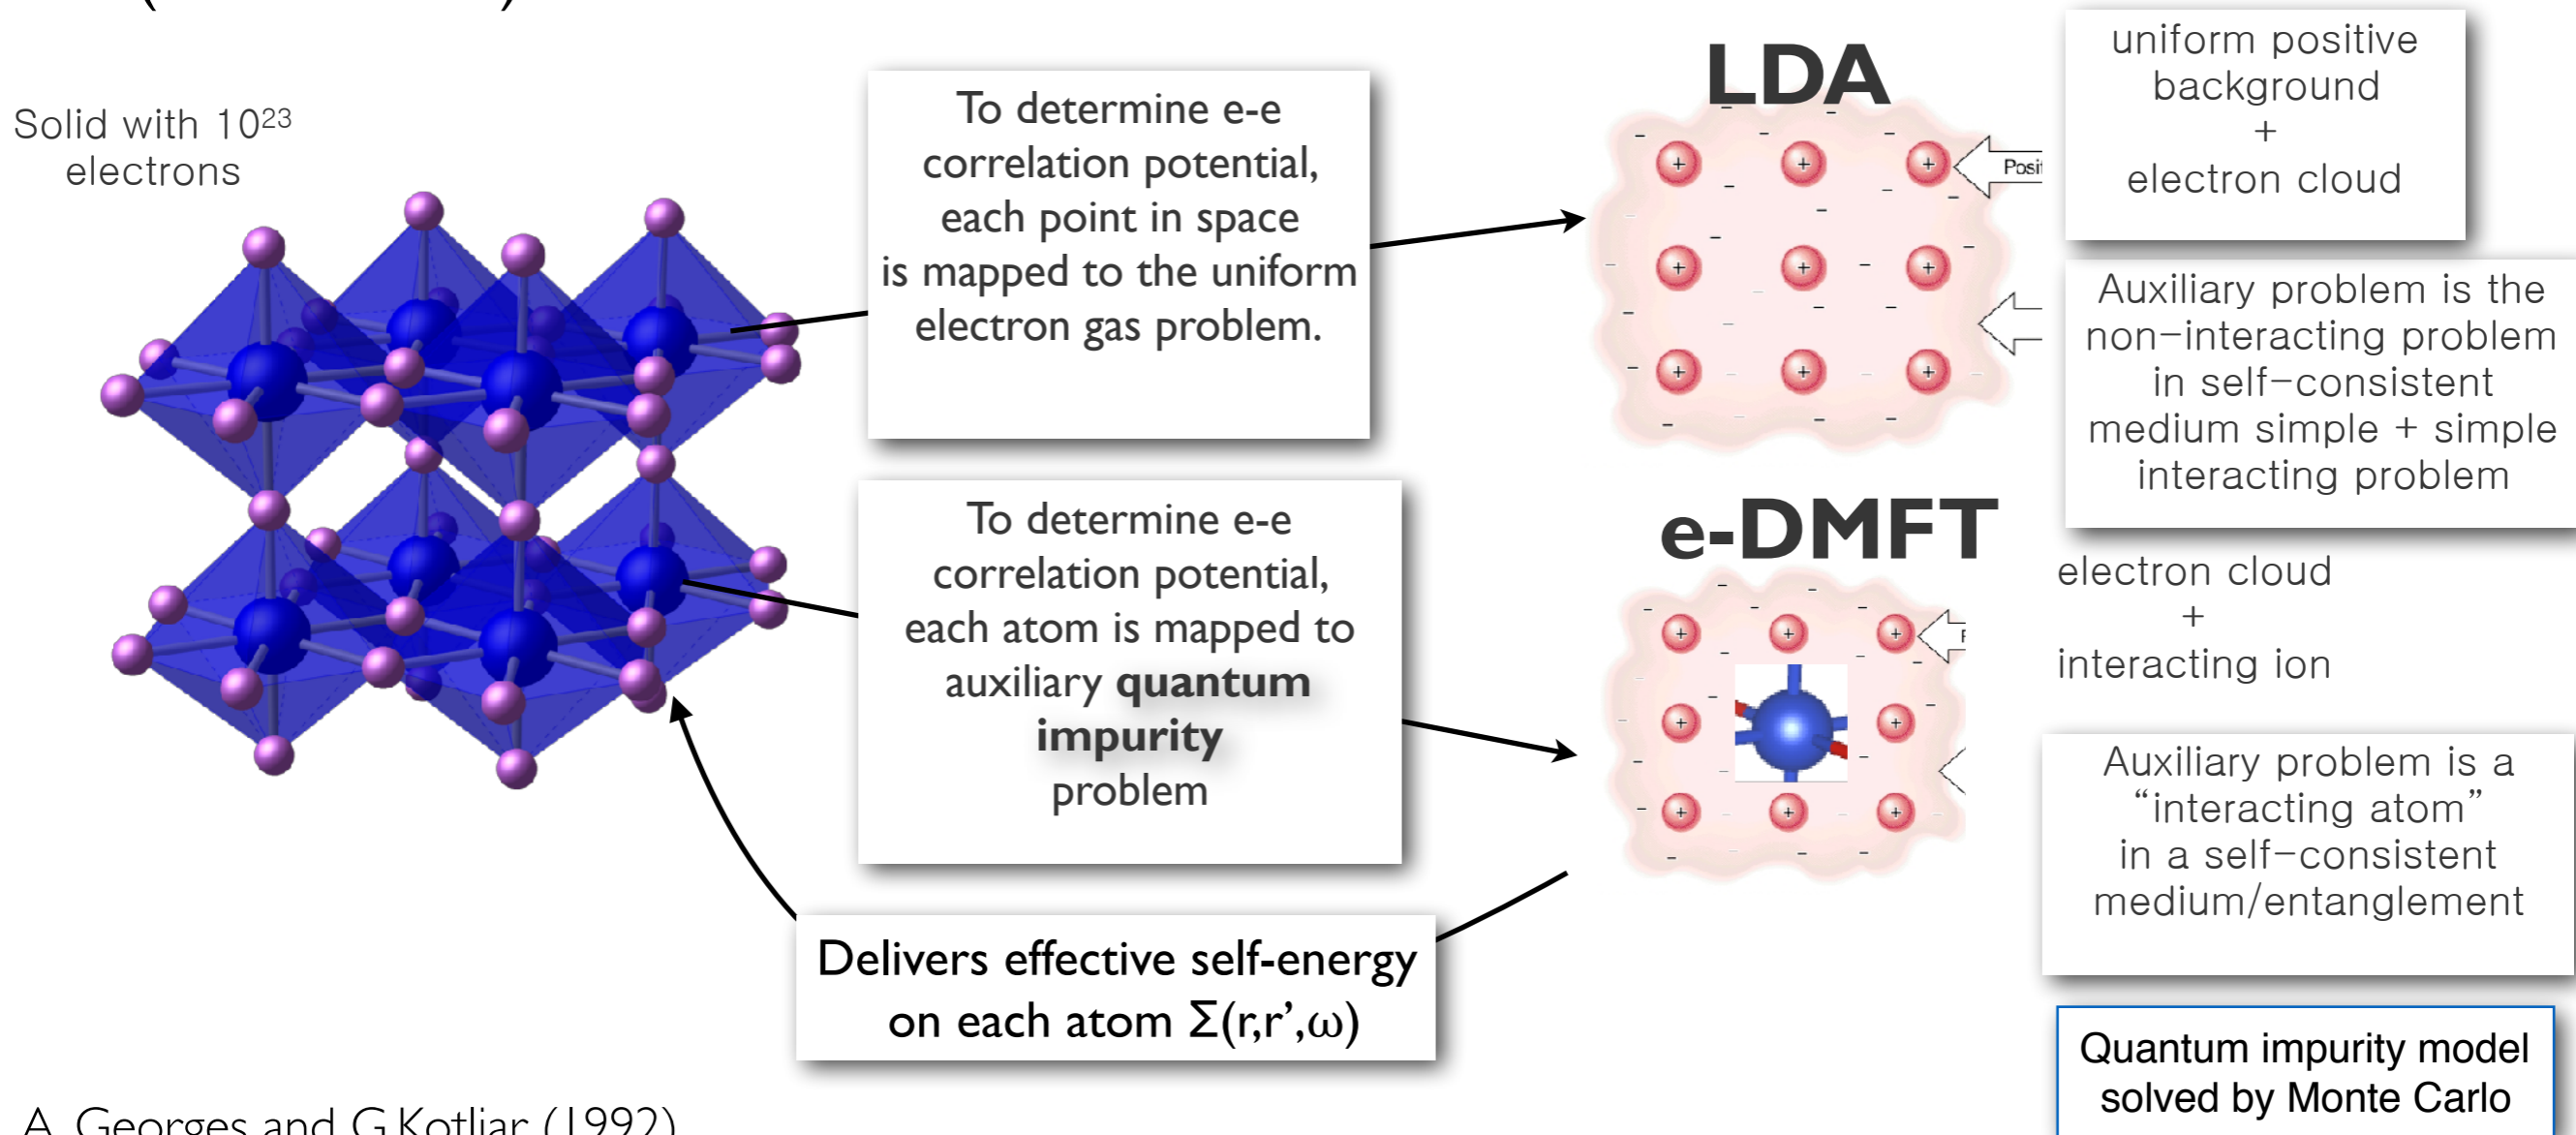 Solid with 10²³
electrons
To determine e-e
correlation potential,
each point in space
is mapped to the uniform
electron gas problem.
LDA
uniform positive
background
+
electron cloud
Auxiliary problem is the
non-interacting problem
in self-consistent
medium simple + simple
interacting problem
To determine e-e
correlation potential,
each atom is mapped to
auxiliary quantum
impurity
problem
e-DMFT
electron cloud
+
interacting ion
Auxiliary problem is a
“interacting atom”
in a self-consistent
medium/entanglement
Delivers effective self-energy
on each atom Σ(r,r’,ω)
Quantum impurity model
solved by Monte Carlo
A. Georges and G.Kotliar (1992)